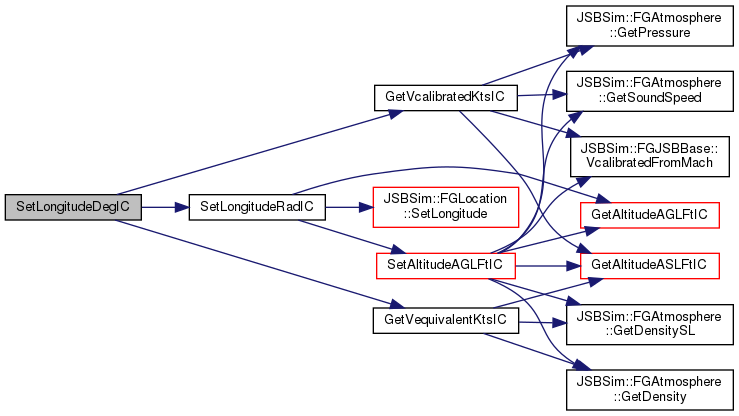 SetLongitudeDegIC
GetVcalibratedKtsIC
SetLongitudeRadIC
GetVequivalentKtsIC
JSBSim::FGLocation
::SetLongitude
SetAltitudeAGLFtIC
JSBSim::FGAtmosphere
::GetPressure
JSBSim::FGAtmosphere
::GetSoundSpeed
JSBSim::FGJSBBase::
VcalibratedFromMach
GetAltitudeAGLFtIC
GetAltitudeASLFtIC
JSBSim::FGAtmosphere
::GetDensitySL
JSBSim::FGAtmosphere
::GetDensity